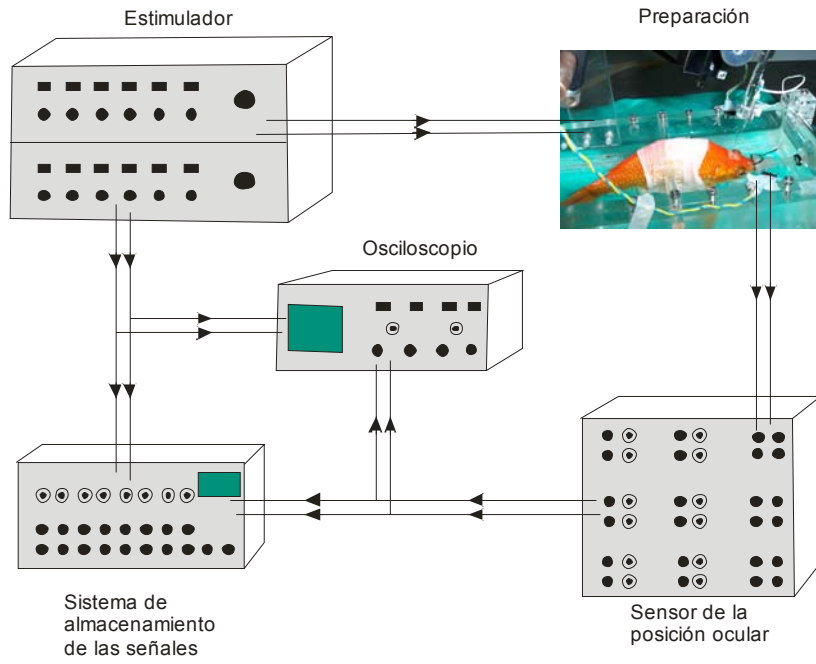 Estimulador
Preparación
Osciloscopio
Sistema de
almacenamiento
de las señales
Sensor de la
posición ocular